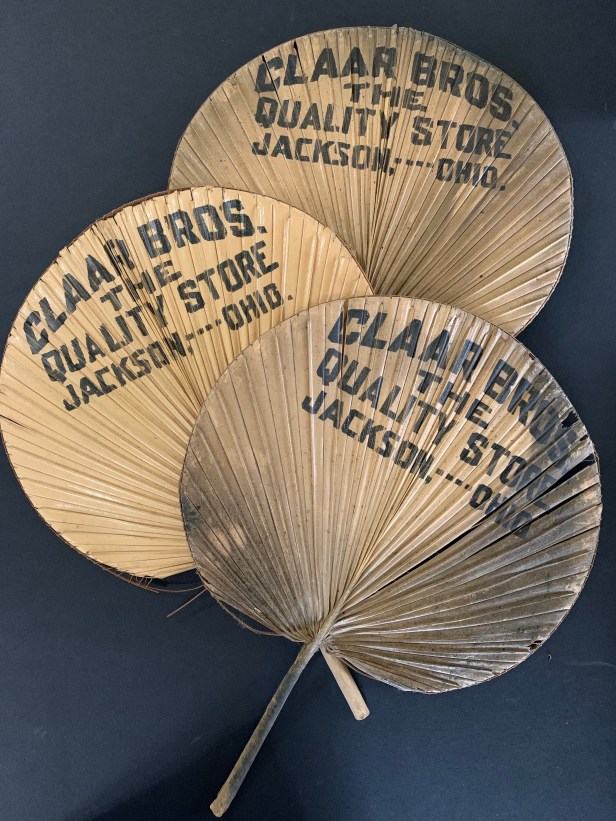 CLAAR BROS.
THE
QUALITY STORE
JACKSON,----OHIO.
CLAAR BROS.
THE
QUALITY STORE
JACKSON,----OHIO.
CLAAR BROS.
THE
QUALITY STORE
JACKSON,----OHIO